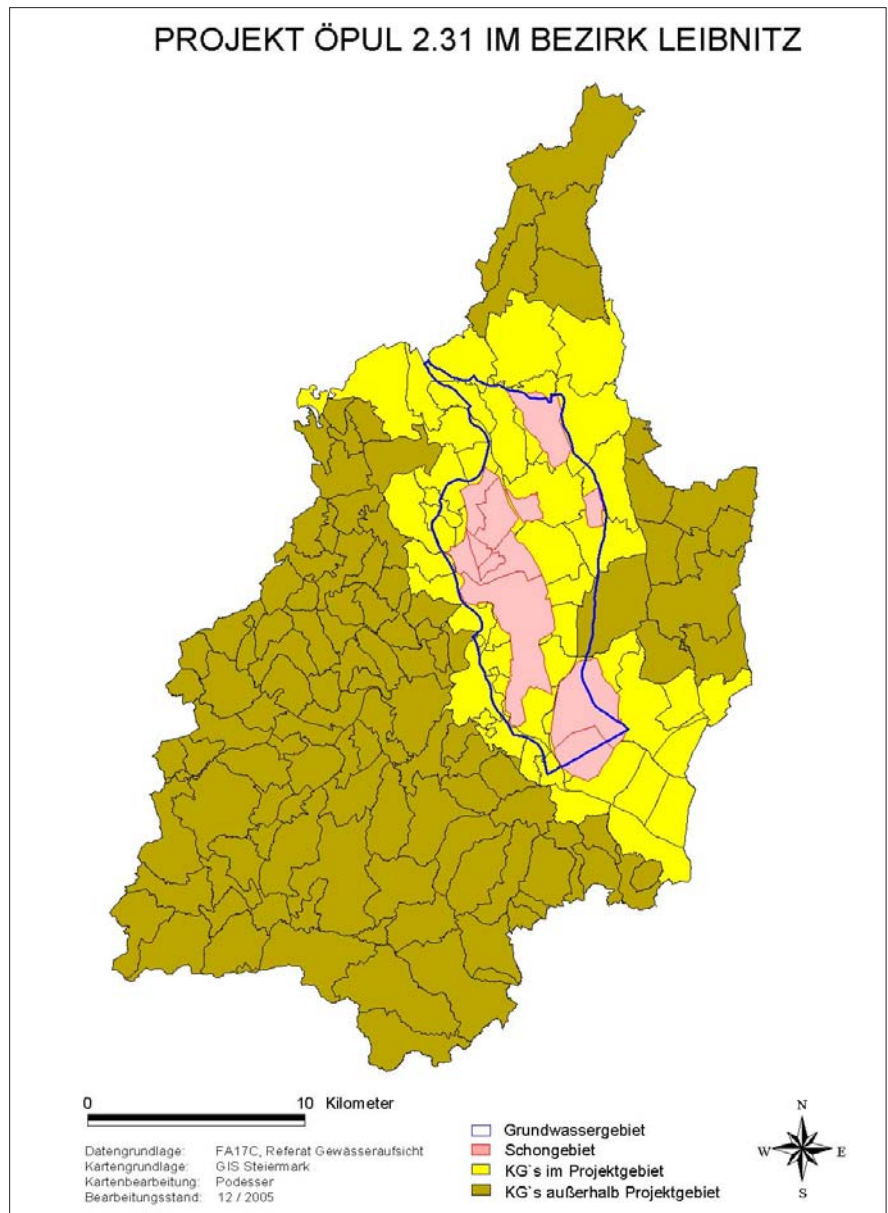 PROJEKT ÖPUL 2.31 IM BEZIRK LEIBNITZ
0 10 Kilometer
Datengrundlage: FA17C, Referat Gewässeraufsicht
Kartengrundlage: GIS Steiermark
Kartenbearbeitung: Podesser
Bearbeitungsstand: 12 / 2005
Grundwassergebiet
Schongebiet
KG`s im Projektgebiet
KG`s außerhalb Projektgebiet
N
W E
S